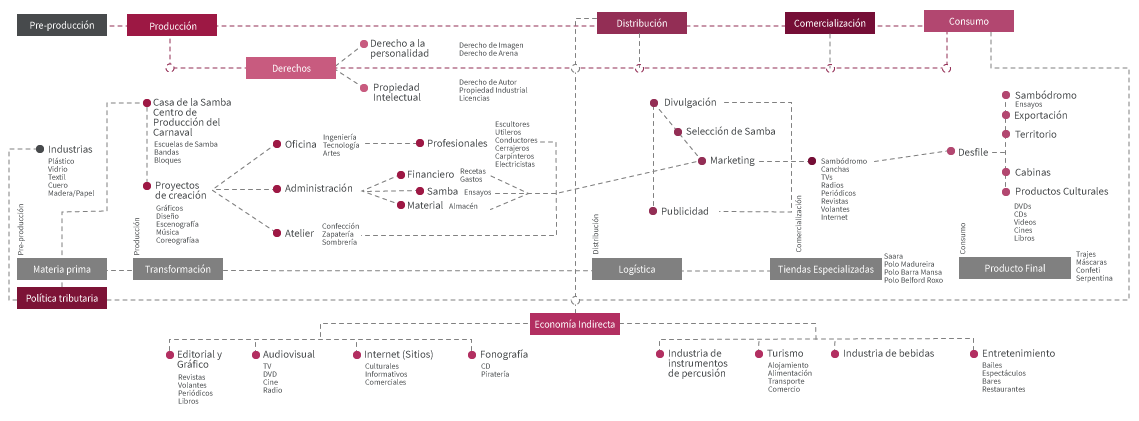 Pre-producción
Producción
Distribución
Comercialización
Consumo
Derechos
Derecho a la
personalidad
Derecho de Imagen
Derecho de Arena
Propiedad
Intelectual
Derecho de Autor
Propiedad Industrial
Licencias
Industrias
Plástico
Vidrio
Textil
Cuero
Madera/Papel
Pre-producción
Materia prima
Política tributaria
Casa de la Samba
Centro de
Producción del
Carnaval
Escuelas de Samba
Bandas
Bloques
Proyectos
de creación
Gráficos
Diseño
Escenografía
Música
Coreografíaa
Producción
Transformación
Oficina
Ingeniería
Tecnología
Artes
Profesionales
Escultores
Utileros
Conductores
Cerrajeros
Carpinteros
Electricistas
Administración
Financiero
Recetas
Gastos
Samba
Ensayos
Material
Almacén
Atelier
Confección
Zapatería
Sombrería
Divulgação
Selección de Samba
Marketing
Publicidad
Distribución
Logística
Sambódromo
Canchas
TVs
Radios
Periódicos
Revistas
Volantes
Internet
Comercialización
Tiendas Especializadas
Saara
Polo Madureira
Polo Barra Mansa
Polo Belford Roxo
Desfile
Sambódromo
Ensayos
Exportación
Territorio
Cabinas
Productos Culturales
DVDs
CDs
Videos
Cines
Libros
Consumo
Producto Final
Trajes
Máscaras
Confeti
Serpentina
Economía Indirecta
Editorial y
Gráfico
Revistas
Volantes
Periódicos
Libros
Audiovisual
TV
DVD
Cine
Radio
Internet (Sitios)
Culturales
Informativos
Comerciales
Fonografía
CD
Piratería
Industria de
instrumentos
de percusión
Turismo
Alojamiento
Alimentación
Transporte
Comercio
Industria de bebidas
Entretenimiento
Bailes
Espectáculos
Bares
Restaurantes